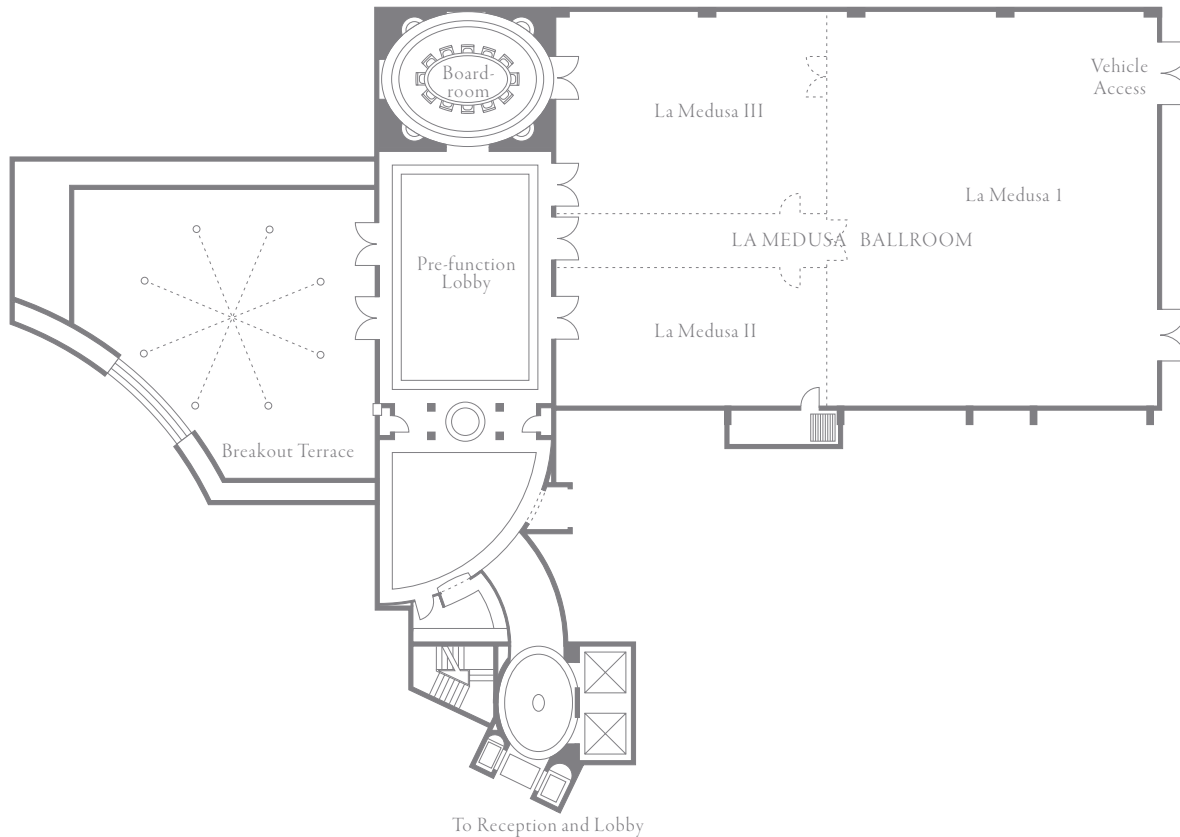 Board-
room
Vehicle
Access
La Medusa III
La Medusa 1
LA MEDUSA BALLROOM
Pre-function
Lobby
La Medusa II
Breakout Terrace
To Reception and Lobby